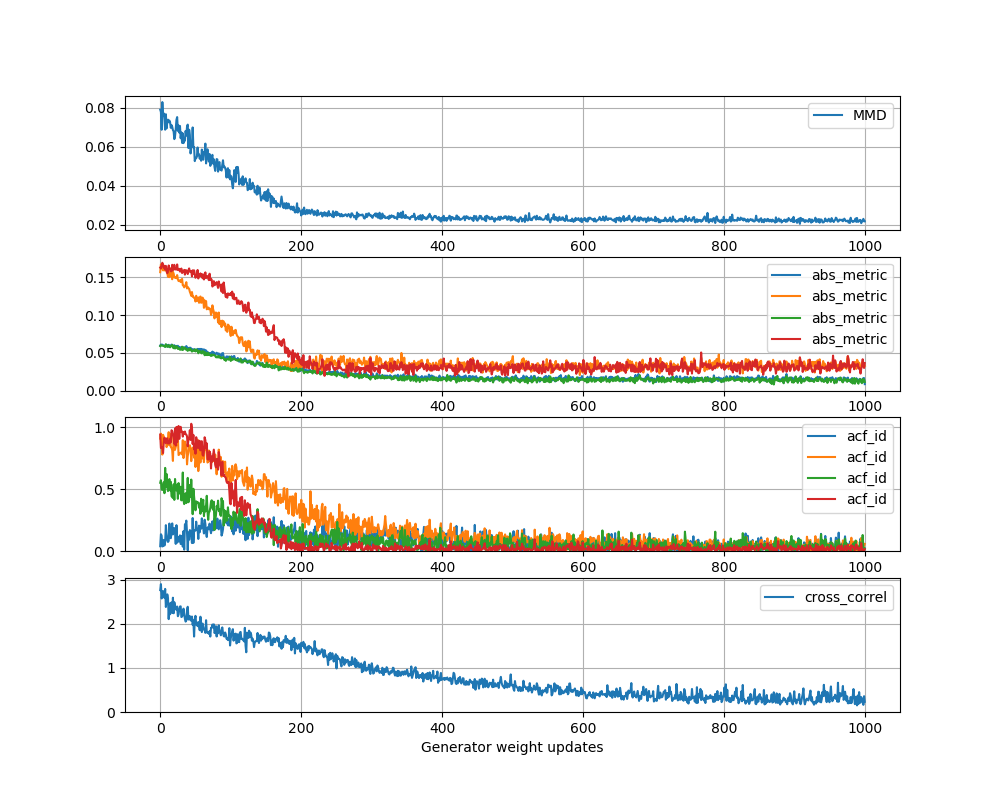 0.08
0.06
0.04
0.02
MMD
0 200 400 600 800 1000
0.15
0.10
0.05
0.00
abs_metric
abs_metric
abs_metric
abs_metric
0 200 400 600 800 1000
1.0
0.5
0.0
acf_id
acf_id
acf_id
acf_id
0 200 400 600 800 1000
3
2
1
0
cross_correl
0 200 400 600 800 1000
Generator weight updates